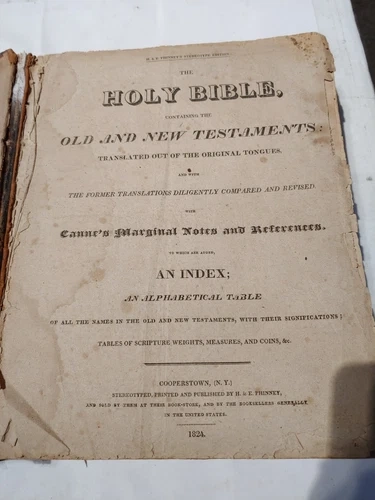 H. & E. PHINNEY'S STEREOTYPE EDITION.
THE
HOLY BIBLE,
CONTAINING THE
OLD AND NEW TESTAMENTS:
TRANSLATED OUT OF THE ORIGINAL TONGUES,
AND WITH
THE FORMER TRANSLATIONS DILIGENTLY COMPARED AND REVISED
WITH
Canne's Marginal Notes and References.
TO WHICH ARE ADDED,
AN INDEX;
AN ALPHABETICAL TABLE
OF ALL THE NAMES IN THE OLD AND NEW TESTAMENTS, WITH THEIR SIGNIFICATIONS;
TABLES OF SCRIPTURE WEIGHTS, MEASURES, AND COINS, &c.
COOPERSTOWN, (N. Y.)
STEREOTYPED, PRINTED AND PUBLISHED BY H. & E. PHINNEY,
AND SOLD BY THEM AT THEIR BOOK-STORE, AND BY THE BOOKSELLERS GENERALLY
IN THE UNITED STATES.
1824.